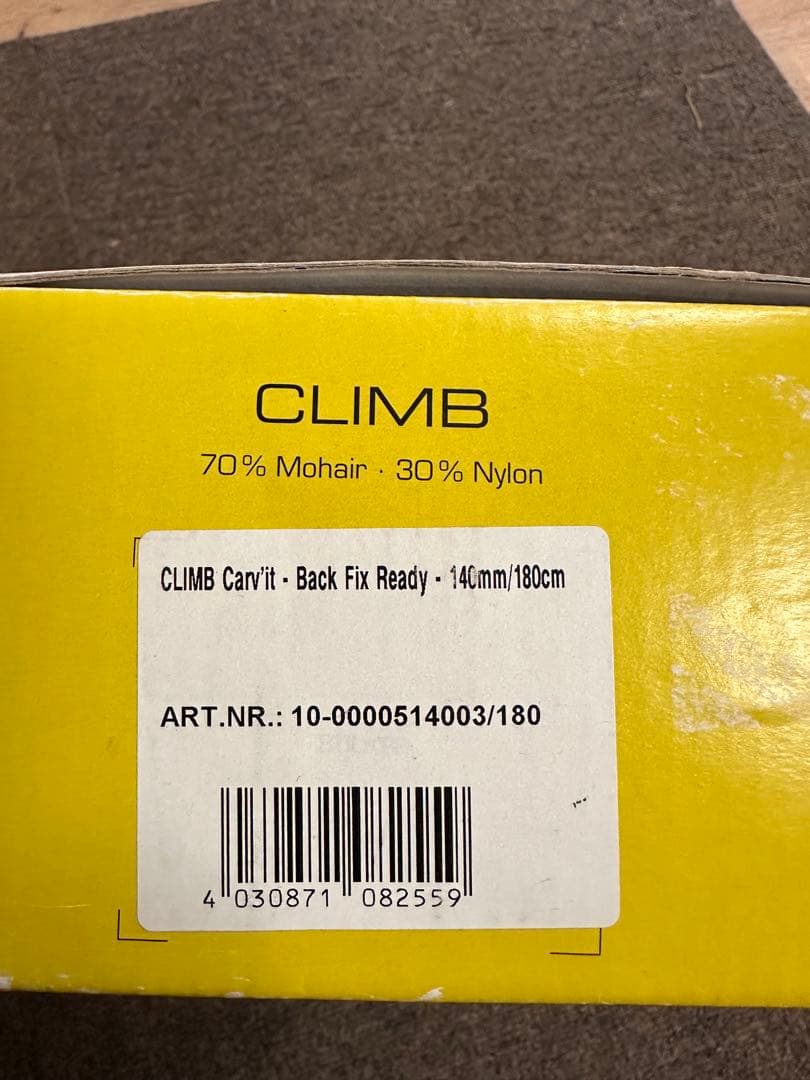 CLIMB
70% Mohair · 30% Nylon
CLIMB Carv'it - Back Fix Ready - 140mm/180cm
ART.NR.: 10-0000514003/180
4 030871 082559